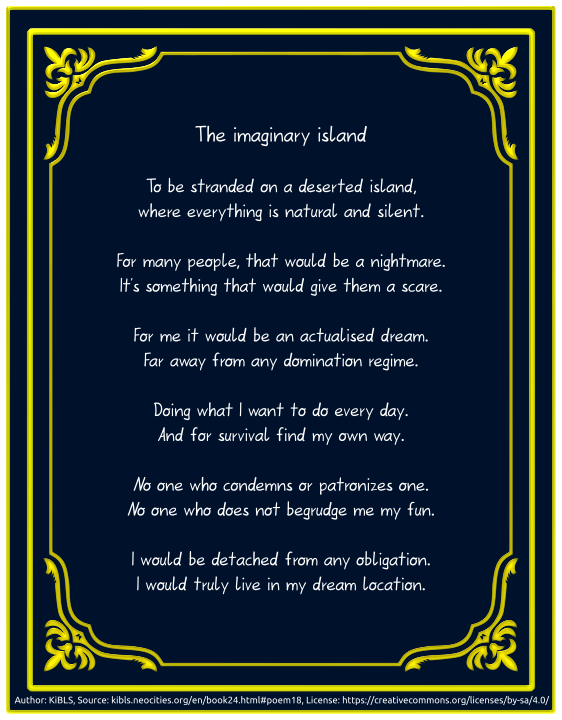 The imaginary island
To be stranded on a deserted island,
where everything is natural and silent.
For many people, that would be a nightmare.
It's something that would give them a scare.
For me it would be an actualised dream.
Far away from any domination regime.
Doing what I want to do every day.
And for survival find my own way.
No one who condemns or patronizes one.
No one who does not begrudge me my fun.
I would be detached from any obligation.
I would truly live in my dream location.
Author: KiBLS, Source: kibls.neocities.org/en/book24.html#poem18, License: https://creativecommons.org/licenses/by-sa/4.0/